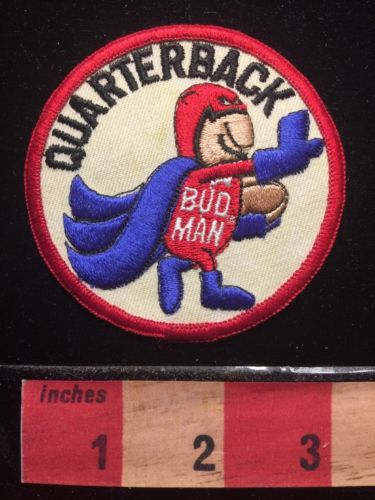 QUARTERBACK
BUD
MAN
inches
1 2 3